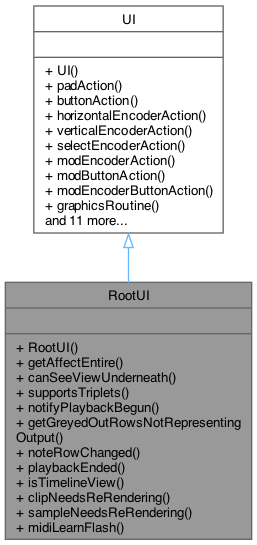 UI
+ UI()
+ padAction()
+ buttonAction()
+ horizontalEncoderAction()
+ verticalEncoderAction()
+ selectEncoderAction()
+ modEncoderAction()
+ modButtonAction()
+ modEncoderButtonAction()
+ graphicsRoutine()
and 11 more...
RootUI
+ RootUI()
+ getAffectEntire()
+ canSeeViewUnderneath()
+ supportsTriplets()
+ notifyPlaybackBegun()
+ getGreyedOutRowsNotRepresenting
Output()
+ noteRowChanged()
+ playbackEnded()
+ isTimelineView()
+ clipNeedsReRendering()
+ sampleNeedsReRendering()
+ midiLearnFlash()